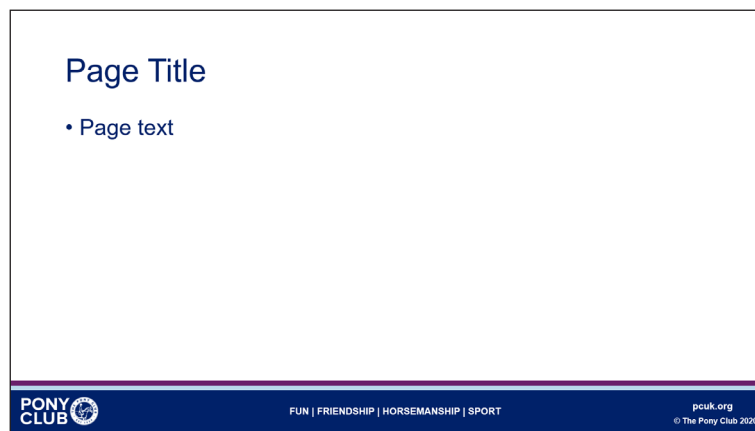 Page Title
• Page text
PONY
CLUB
FUN | FRIENDSHIP | HORSEMANSHIP | SPORT
pcuk.org
© The Pony Club 2020